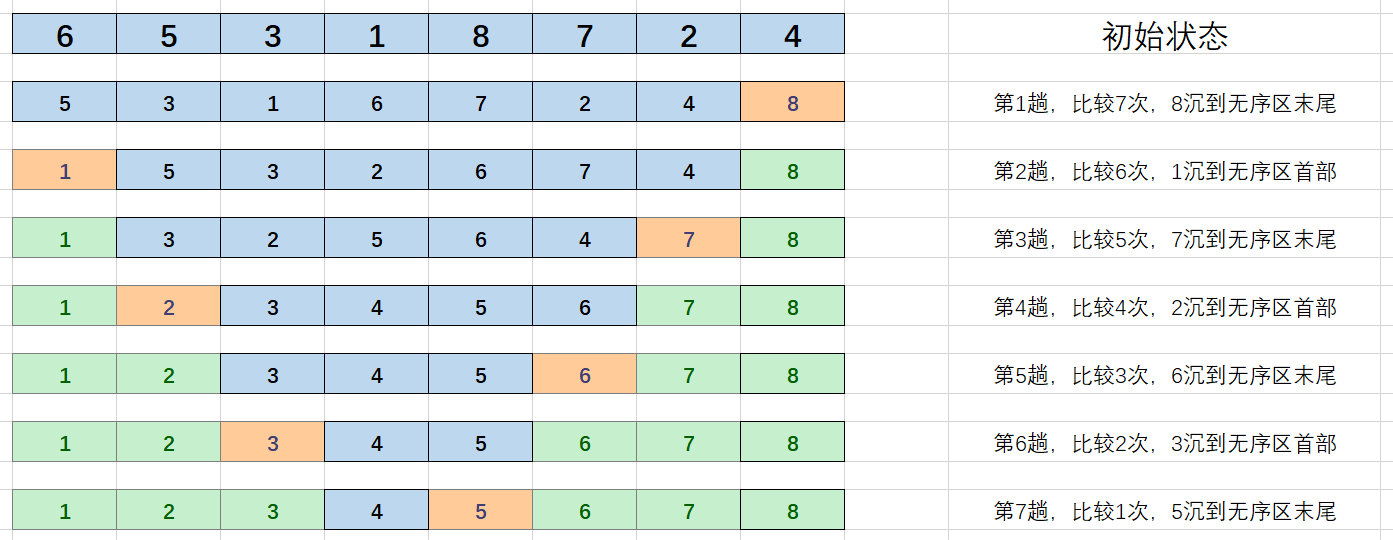 6 5 3 1 8 7 2 4 初始状态
5 3 1 6 7 2 4 8 第1趟，比较7次，8沉到无序区末尾
1 5 3 2 6 7 4 8 第2趟，比较6次，1沉到无序区首部
1 3 2 5 6 4 7 8 第3趟，比较5次，7沉到无序区末尾
1 2 3 4 5 6 7 8 第4趟，比较4次，2沉到无序区首部
1 2 3 4 5 6 7 8 第5趟，比较3次，6沉到无序区末尾
1 2 3 4 5 6 7 8 第6趟，比较2次，3沉到无序区首部
1 2 3 4 5 6 7 8 第7趟，比较1次，5沉到无序区末尾